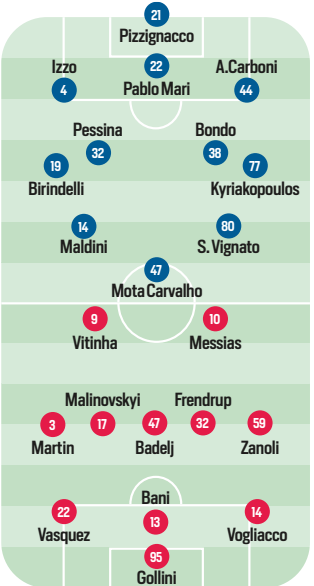 21
Pizzignacco
Izzo 22 A.Carboni
4 Pablo Mari 44
Pessina Bondo
32 38
19 77
Birindelli Kyriakopoulos
14 80
Maldini S. Vignato
47
Mota Carvalho
9 10
Vitinha Messias
Malinovskyi Frendrup
3 17 47 32 59
Martin Badelj Zanoli
Bani
22 13 14
Vasquez Vogliacco
95
Gollini